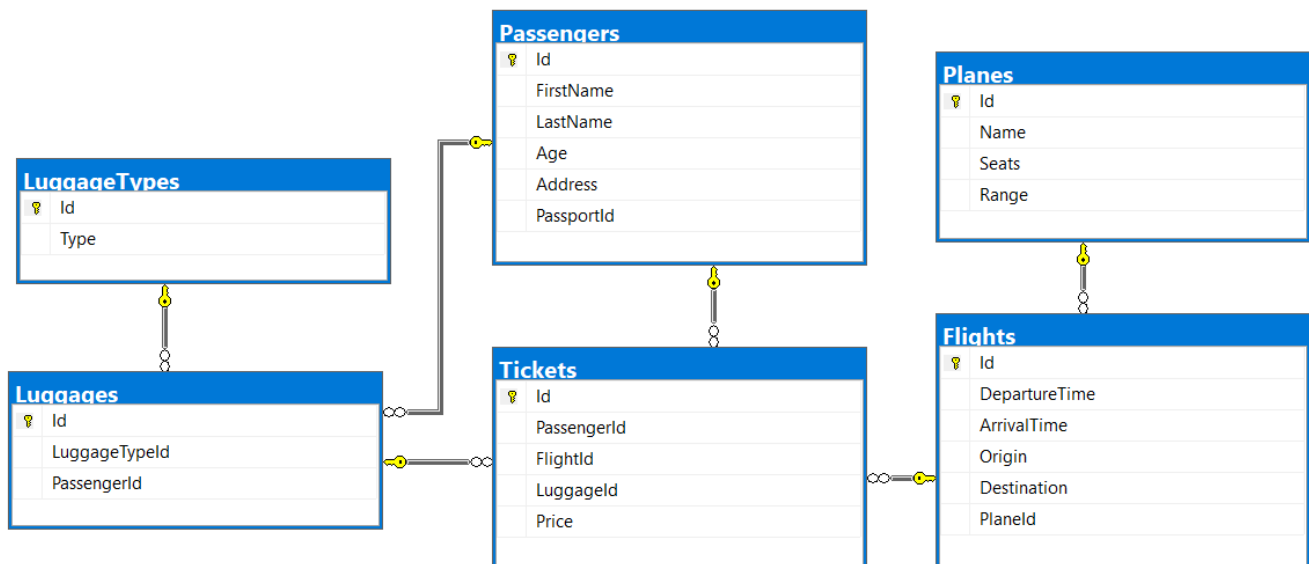 Passengers
Id
FirstName
LastName
Age
Address
PassportId
Planes
Id
Name
Seats
Range
LuggageTypes
Id
Type
Luggages
Id
LuggageTypeId
PassengerId
Tickets
Id
PassengerId
FlightId
LuggageId
Price
Flights
Id
DepartureTime
ArrivalTime
Origin
Destination
PlaneId